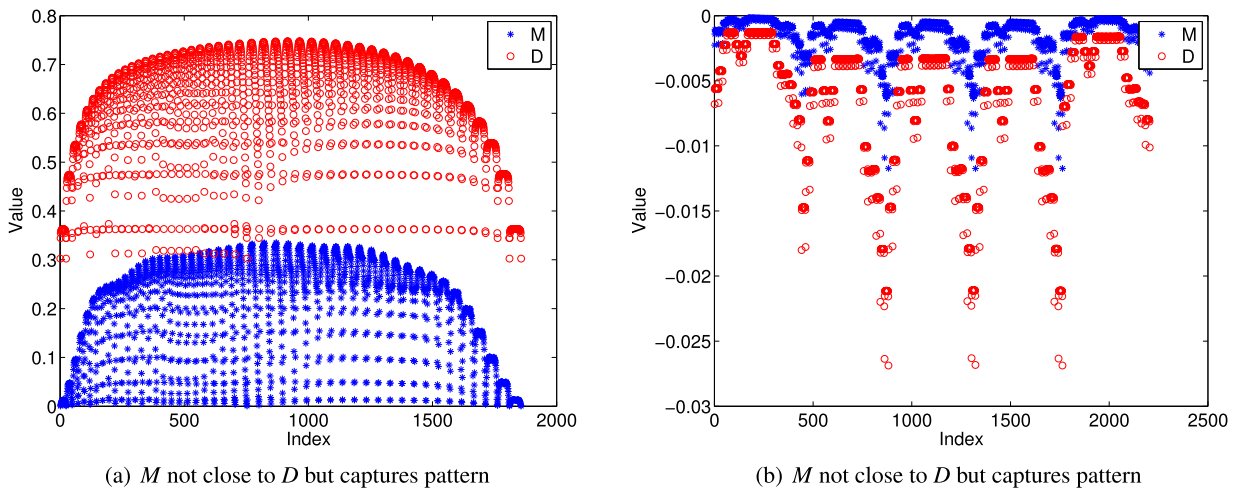 0.8
0.7
0.6
0.5
0.4
0.3
0.2
0.1
0
Value
0
500
1000
1500
2000
Index
M
D
(a) M not close to D but captures pattern
0
−0.005
−0.01
−0.015
−0.02
−0.025
−0.03
Value
0
500
1000
1500
2000
2500
Index
M
D
(b) M not close to D but captures pattern